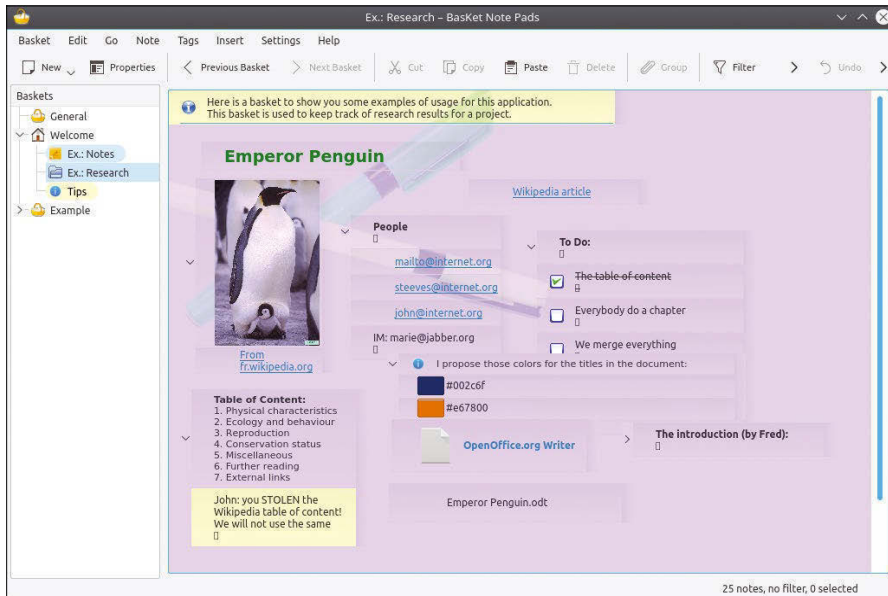 Ex.: Research – BasKet Note Pads
Basket Edit Go Note Tags Insert Settings Help
New Properties Previous Basket Next Basket Cut Copy Paste Delete Group Filter Undo
Baskets
General
Welcome
Ex.: Notes
Ex.: Research
Tips
Example
Here is a basket to show you some examples of usage for this application.
This basket is used to keep track of research results for a project.
Emperor Penguin
Wikipedia article
From
fr.wikipedia.org
People
mailto@internet.org
steeves@internet.org
john@internet.org
IM: marie@jabber.org
To Do:
The table of content
Everybody do a chapter
We merge everything
I propose those colors for the titles in the document:
#002c6f
#e67800
OpenOffice.org Writer
The introduction (by Fred):
Emperor Penguin.odt
Table of Content:
1. Physical characteristics
2. Ecology and behaviour
3. Reproduction
4. Conservation status
5. Miscellaneous
6. Further reading
7. External links
John: you STOLEN the
Wikipedia table of content!
We will not use the same
25 notes, no filter, 0 selected